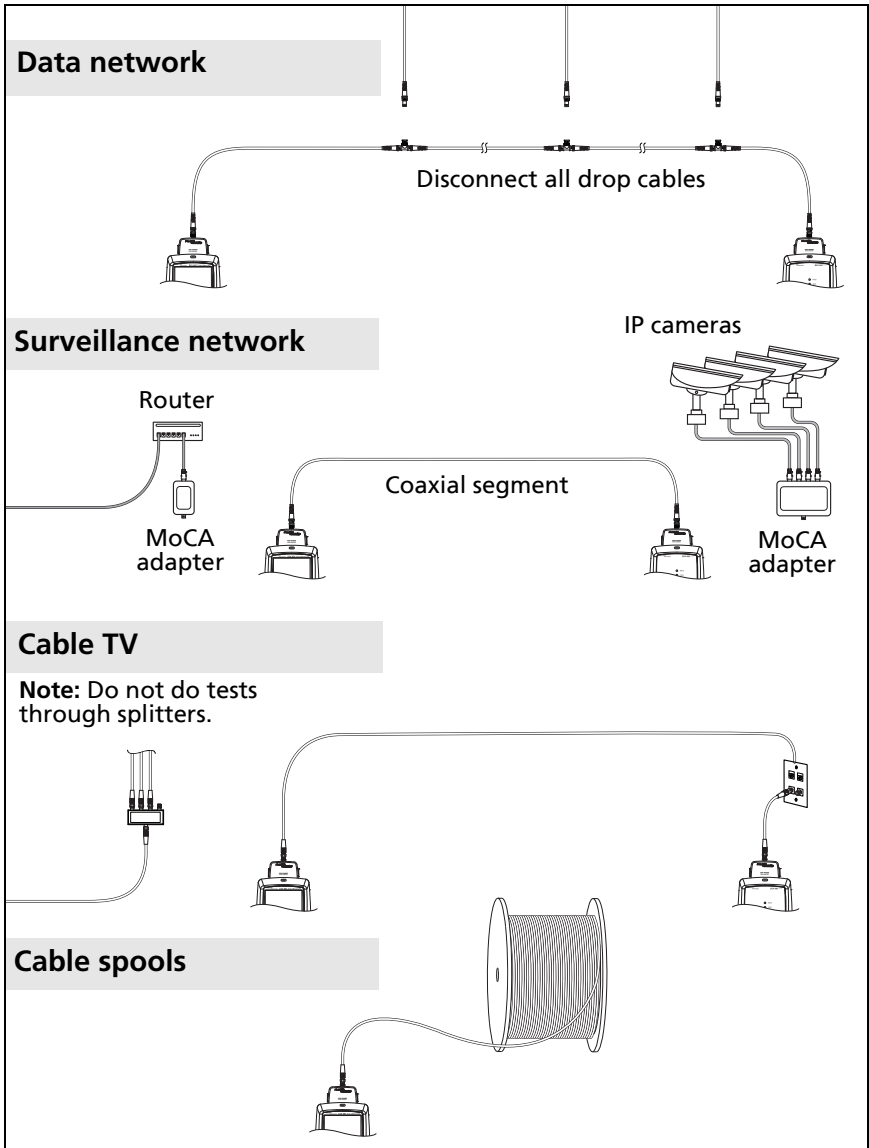 Data network
Disconnect all drop cables
Surveillance network
IP cameras
Router
Coaxial segment
MoCA
adapter
MoCA
adapter
Cable TV
Note: Do not do tests
through splitters.
Cable spools